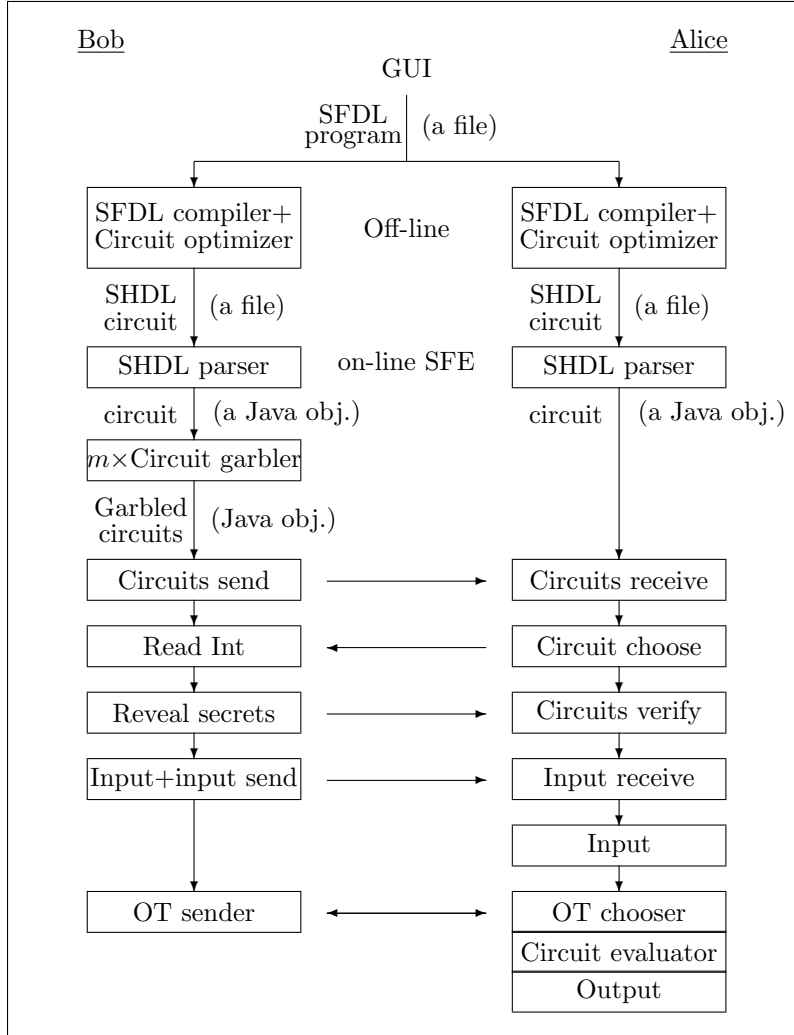 Bob
Alice
GUI
SFDL
program
(a file)
SFDL compiler+
Circuit optimizer
Off-line
SFDL compiler+
Circuit optimizer
SHDL
circuit
(a file)
SHDL
circuit
(a file)
SHDL parser
on-line SFE
SHDL parser
circuit
(a Java obj.)
circuit
(a Java obj.)
m×Circuit garbler
Garbled
circuits
(Java obj.)
Circuits send
Circuits receive
Read Int
Circuit choose
Reveal secrets
Circuits verify
Input+input send
Input receive
Input
OT sender
OT chooser
Circuit evaluator
Output